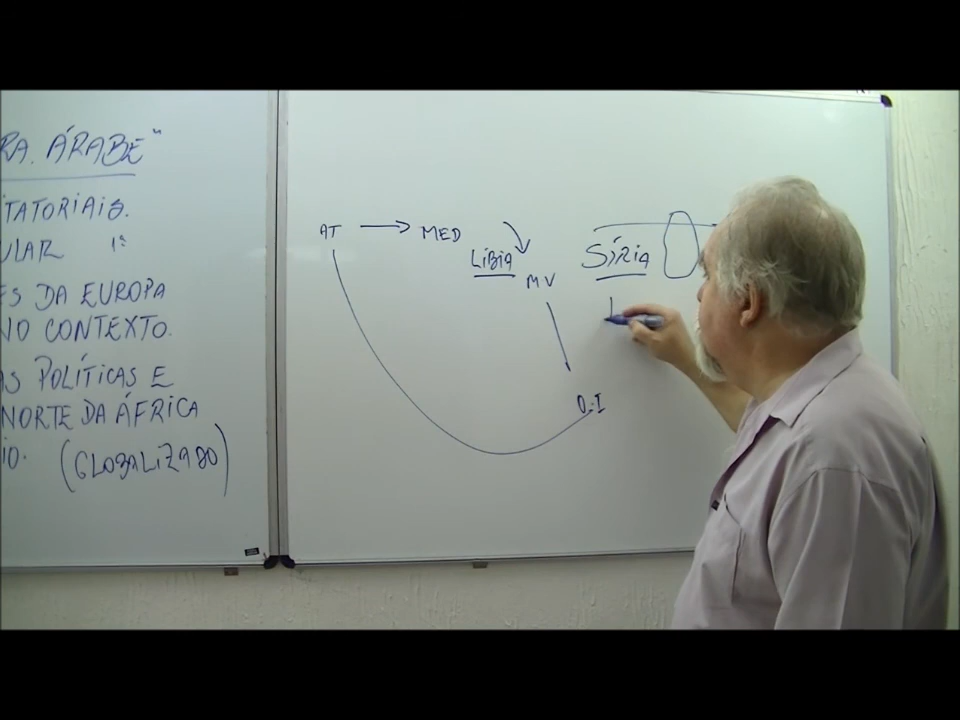 RA. ÁRABE"
TATORIAIS.
ULAR 1ª
ES DA EUROPA
NO CONTEXTO.
AS POLÍTICAS E
NORTE DA ÁFRICA
IO. (GLOBALIZADO)
AT → MED
LÍBIA
SÍRIA
MV
O.I